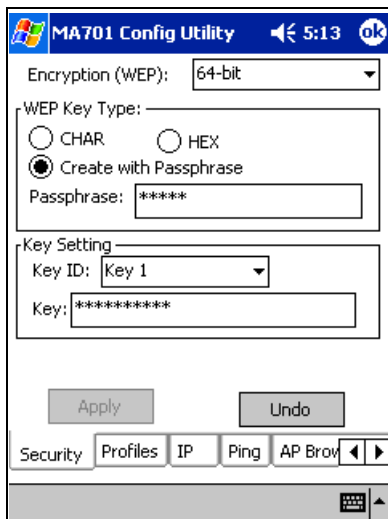 MA701 Config Utility 5:13 ok
Encryption (WEP): 64-bit
WEP Key Type:
CHAR HEX
Create with Passphrase
Passphrase: *****
Key Setting
Key ID: Key 1
Key: **********
Apply Undo
Security Profiles IP Ping AP Brow